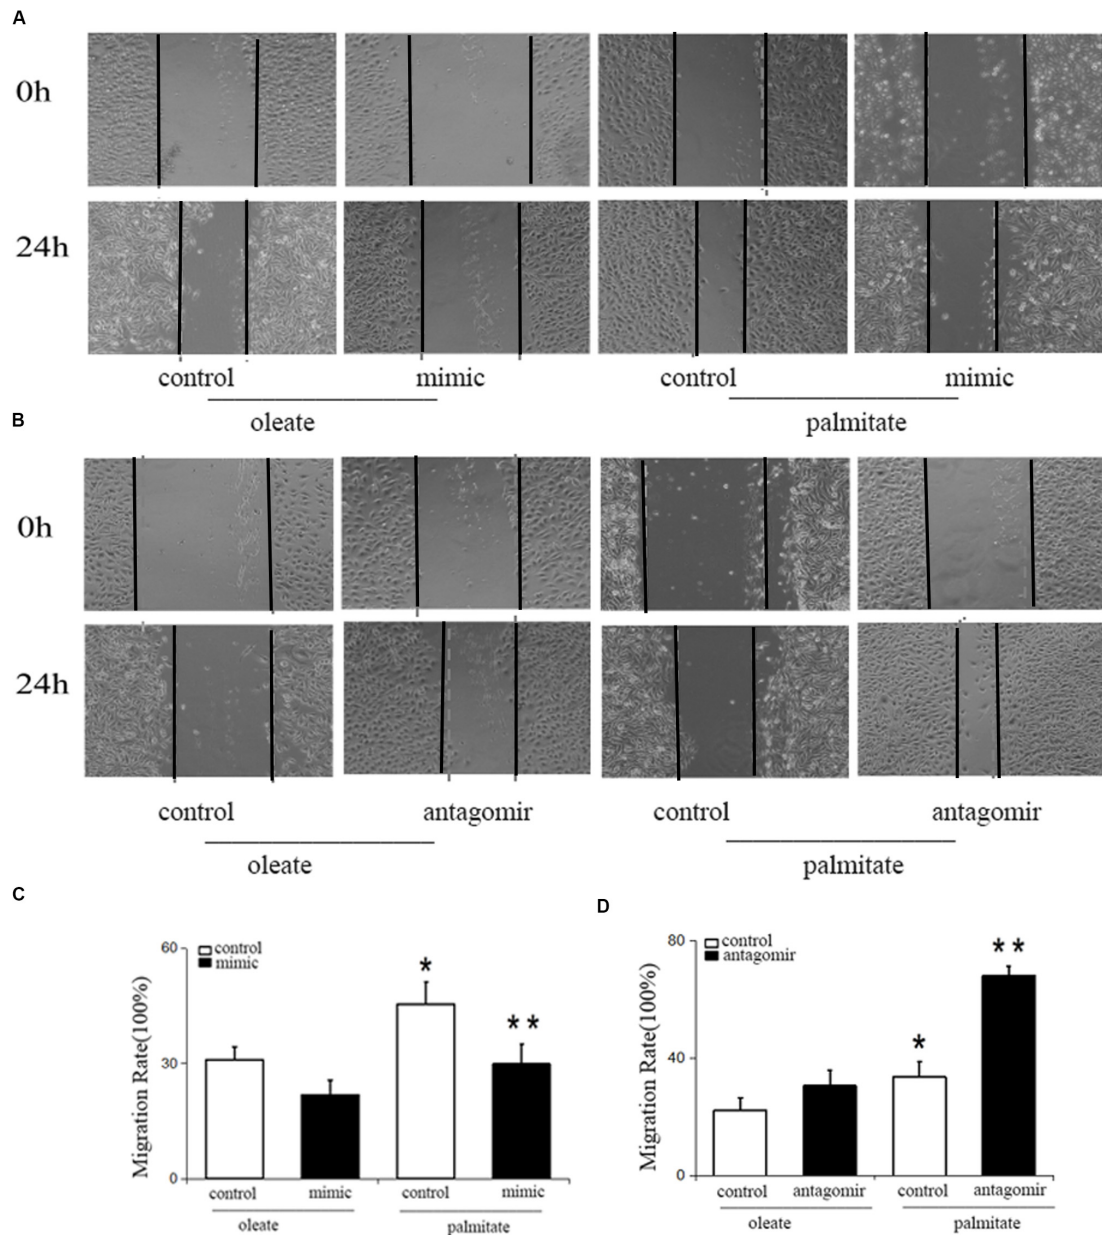 A
0h
24h
control mimic control mimic
oleate palmitate
B
0h
24h
control antagomir control antagomir
oleate palmitate
C
60
30
0
Migration Rate(100%)
control
mimic
*
**
control mimic control mimic
oleate palmitate
D
80
40
0
Migration Rate(100%)
control
antagomir
*
**
control antagomir control antagomir
oleate palmitate